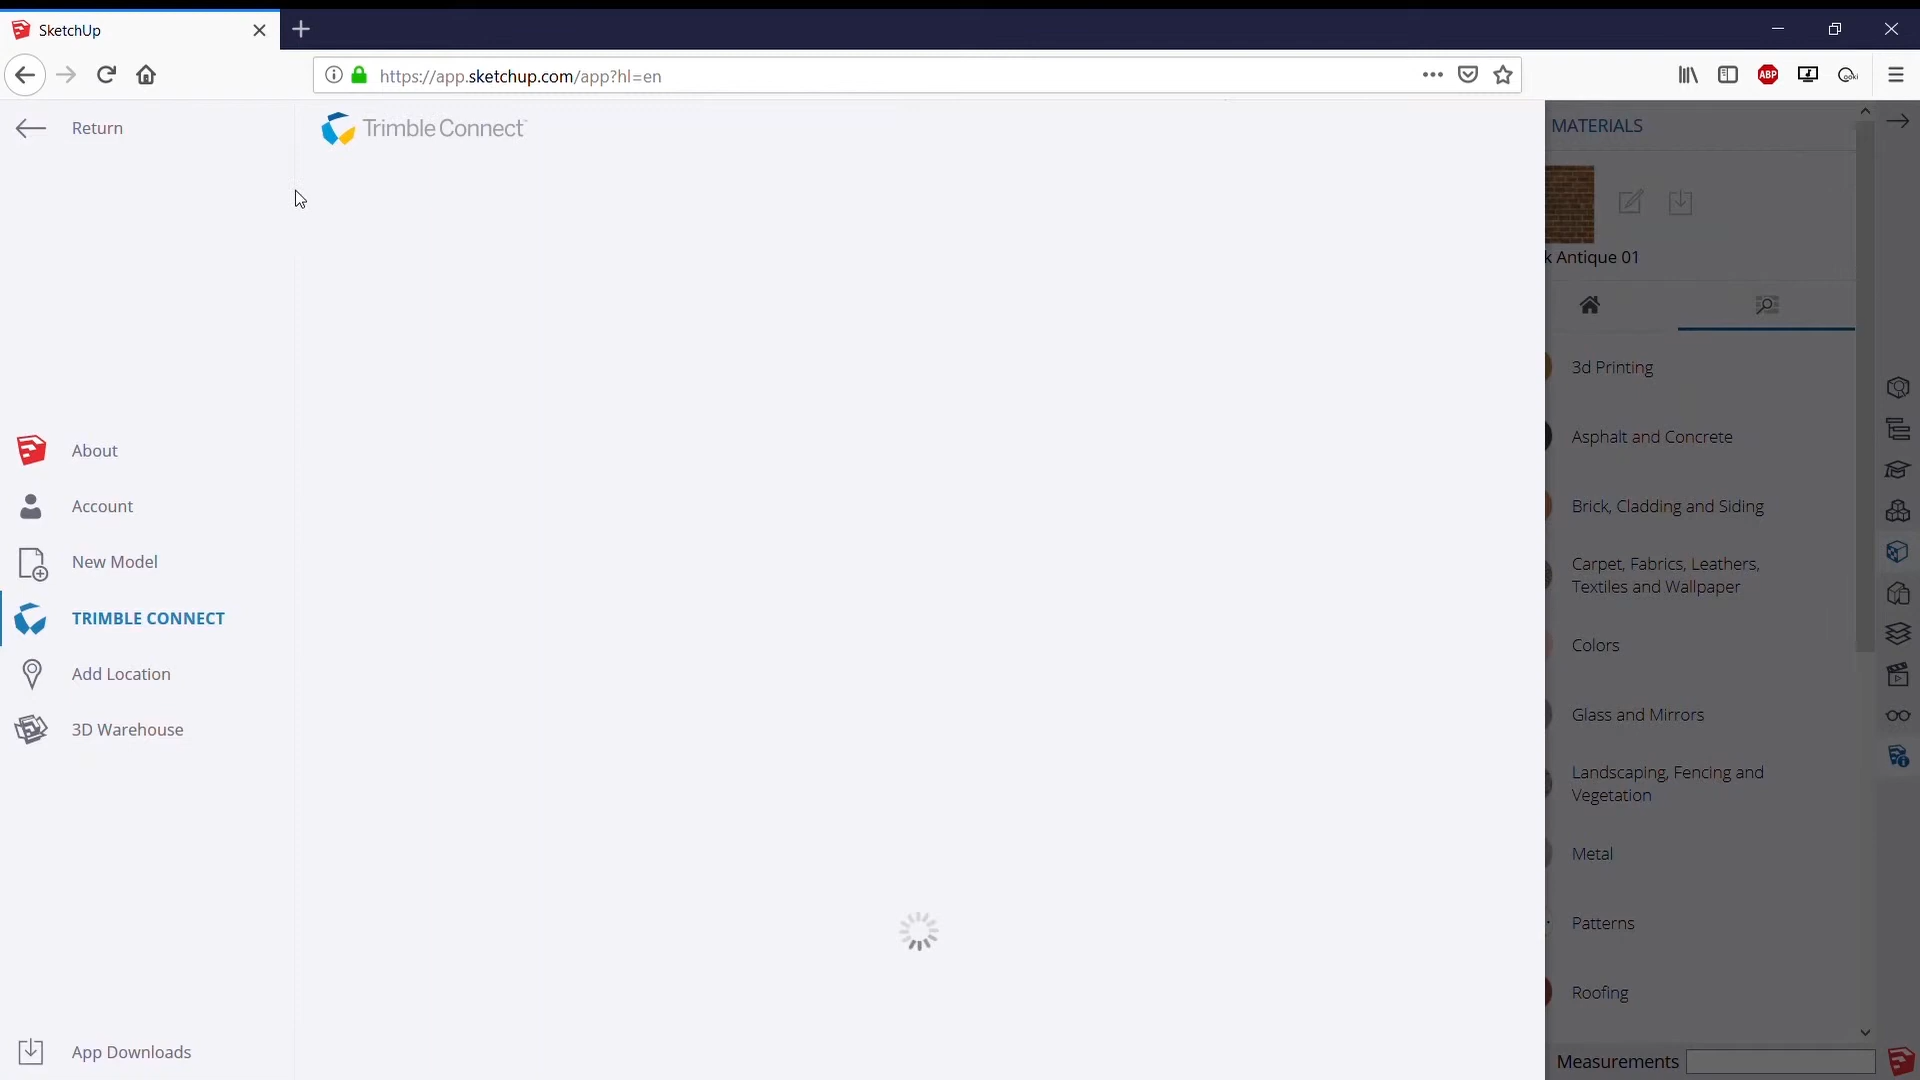 SketchUp
https://app.sketchup.com/app?hl=en
ABP
Return
Trimble Connect
About
Account
New Model
TRIMBLE CONNECT
Add Location
3D Warehouse
App Downloads
MATERIALS
k Antique 01
3d Printing
Asphalt and Concrete
Brick, Cladding and Siding
Carpet, Fabrics, Leathers,
Textiles and Wallpaper
Colors
Glass and Mirrors
Landscaping, Fencing and
Vegetation
Metal
Patterns
Roofing
Measurements